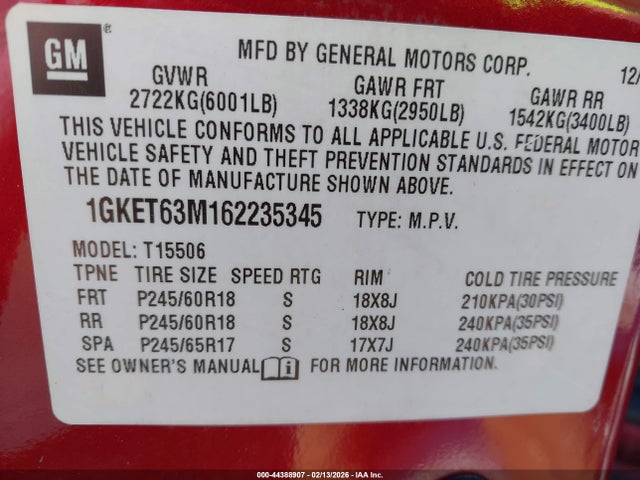 GM
MFD BY GENERAL MOTORS CORP.
12/
GVWR GAWR FRT GAWR RR
2722KG(6001LB) 1338KG(2950LB) 1542KG(3400LB)
THIS VEHICLE CONFORMS TO ALL APPLICABLE U.S. FEDERAL MOTOR
VEHICLE SAFETY AND THEFT PREVENTION STANDARDS IN EFFECT ON
THE DATE OF MANUFACTURE SHOWN ABOVE.
1GKET63M162235345 TYPE: M.P.V.
MODEL: T15506
TPNE TIRE SIZE SPEED RTG RIM COLD TIRE PRESSURE
FRT P245/60R18 S 18X8J 210KPA(30PSI)
RR P245/60R18 S 18X8J 240KPA(35PSI)
SPA P245/65R17 S 17X7J 240KPA(35PSI)
SEE OWNER'S MANUAL i FOR MORE INFORMATION.
000-44388907 - 02/13/2026 - IAAI, Inc.